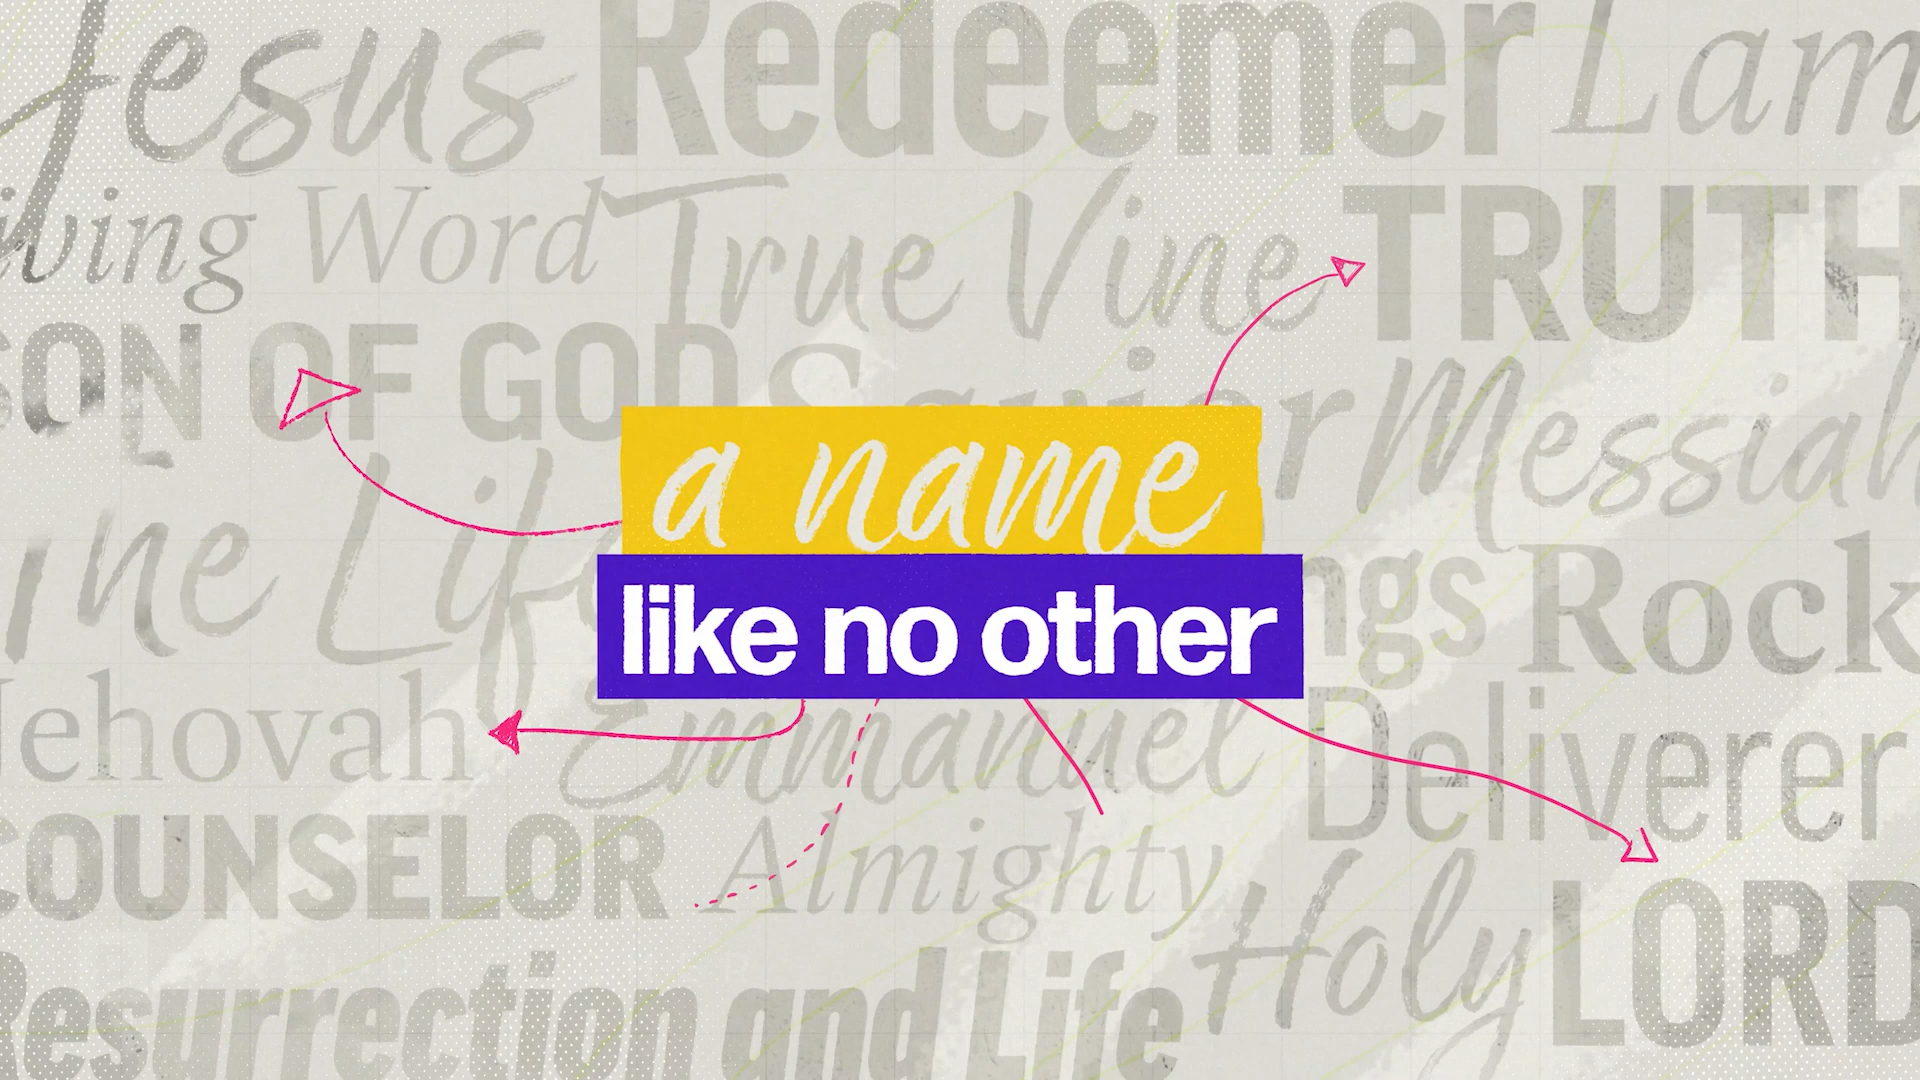 Jesus Redeemer Lam
iving Word True Vine TRUTH
SON OF GOD Savior Messiah
a name
The Life ngs Rock
like no other
Jehovah Emmanuel Deliverer
COUNSELOR Almighty Holy LORD
Resurrection and Life